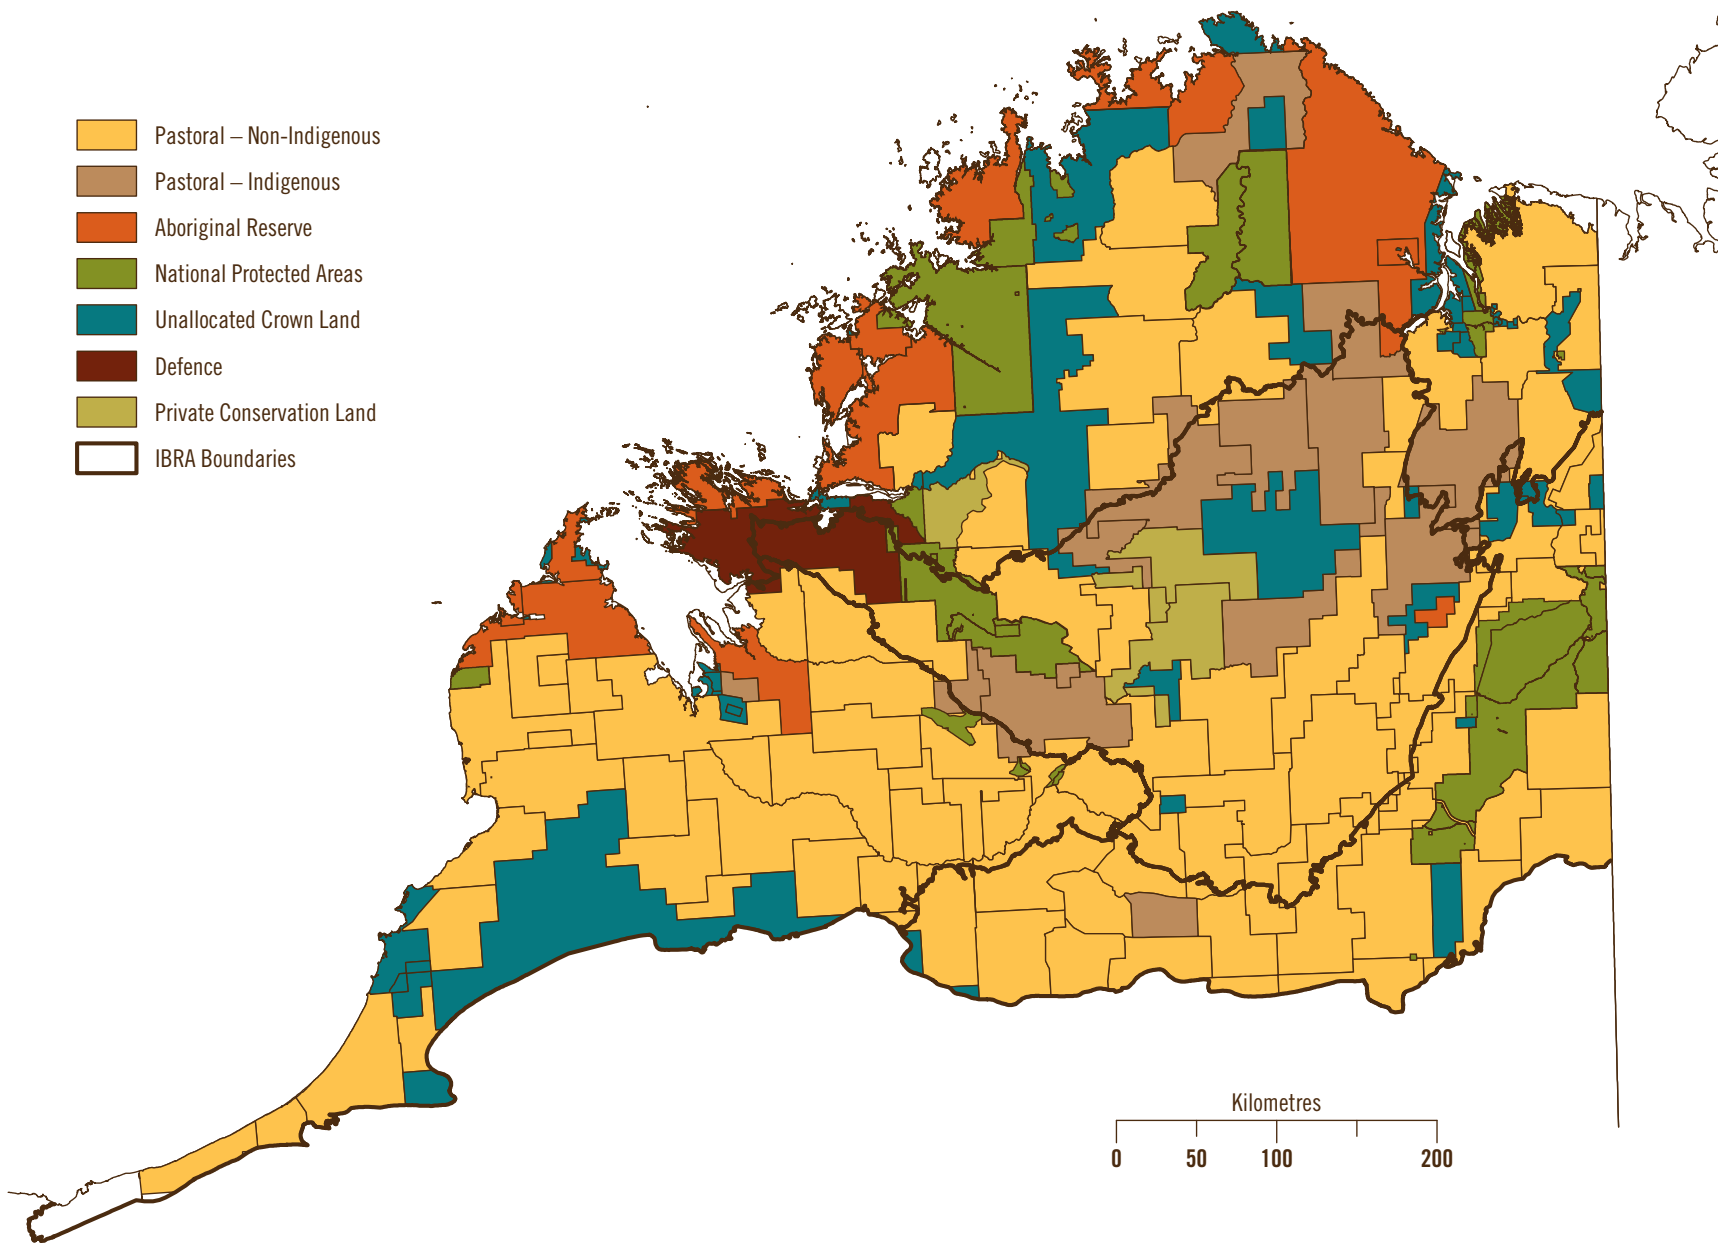 Pastoral – Non-Indigenous
Pastoral – Indigenous
Aboriginal Reserve
National Protected Areas
Unallocated Crown Land
Defence
Private Conservation Land
IBRA Boundaries
Kilometres
0 50 100 200